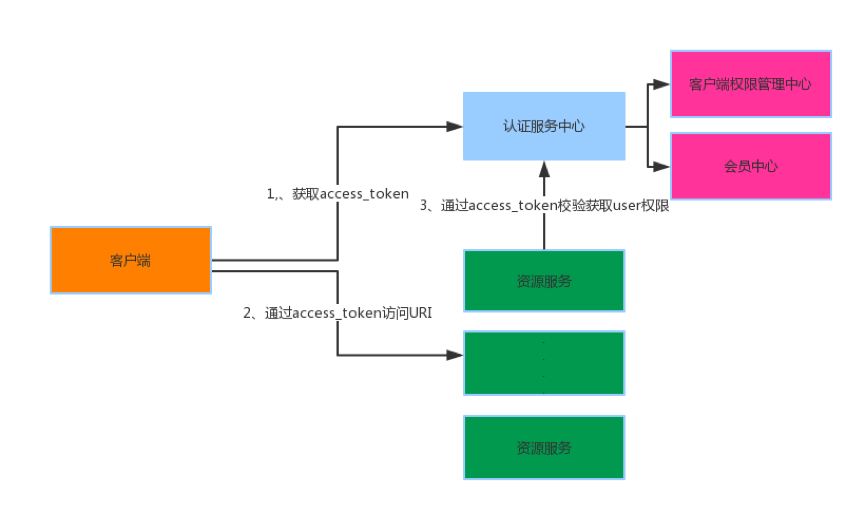 客户端权限管理中心
认证服务中心
会员中心
1,、获取access_token
3、通过access_token校验获取user权限
客户端
资源服务
2、通过access_token访问URI
.
.
.
.
资源服务